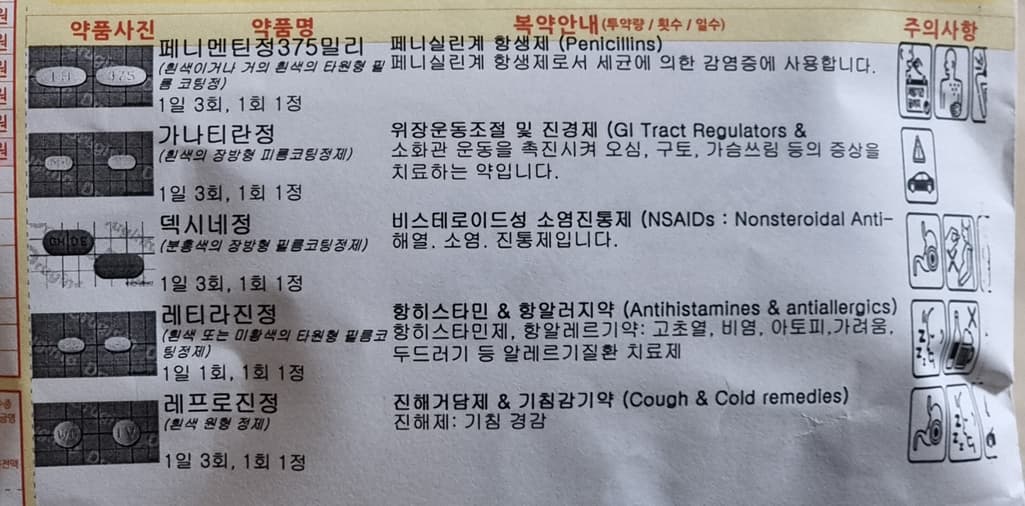 약품사진 약품명 복약안내(투약량 / 횟수 / 일수) 주의사항
페니멘틴정375밀리 페니실린계 항생제 (Penicillins)
(흰색이거나 거의 흰색의 타원형 필름 코팅정) 페니실린계 항생제로서 세균에 의한 감염증에 사용합니다.
1일 3회, 1회 1정
가나티란정 위장운동조절 및 진경제 (GI Tract Regulators &
(흰색의 장방형 피름코팅정제) 소화관 운동을 촉진시켜 오심, 구토, 가슴쓰림 등의 증상을
치료하는 약입니다.
1일 3회, 1회 1정
덱시네정 비스테로이드성 소염진통제 (NSAIDs : Nonsteroidal Anti-
(분홍색의 장방형 필름코팅정제) 해열. 소염. 진통제입니다.
1일 3회, 1회 1정
레티라진정 항히스타민 & 항알러지약 (Antihistamines & antiallergics)
(흰색 또는 미황색의 타원형 필름코팅정제) 항히스타민제, 항알레르기약: 고초열, 비염, 아토피,가려움,
두드러기 등 알레르기질환 치료제
1일 1회, 1회 1정
레프로진정 진해거담제 & 기침감기약 (Cough & Cold remedies)
(흰색 원형 정제) 진해제: 기침 경감
1일 3회, 1회 1정